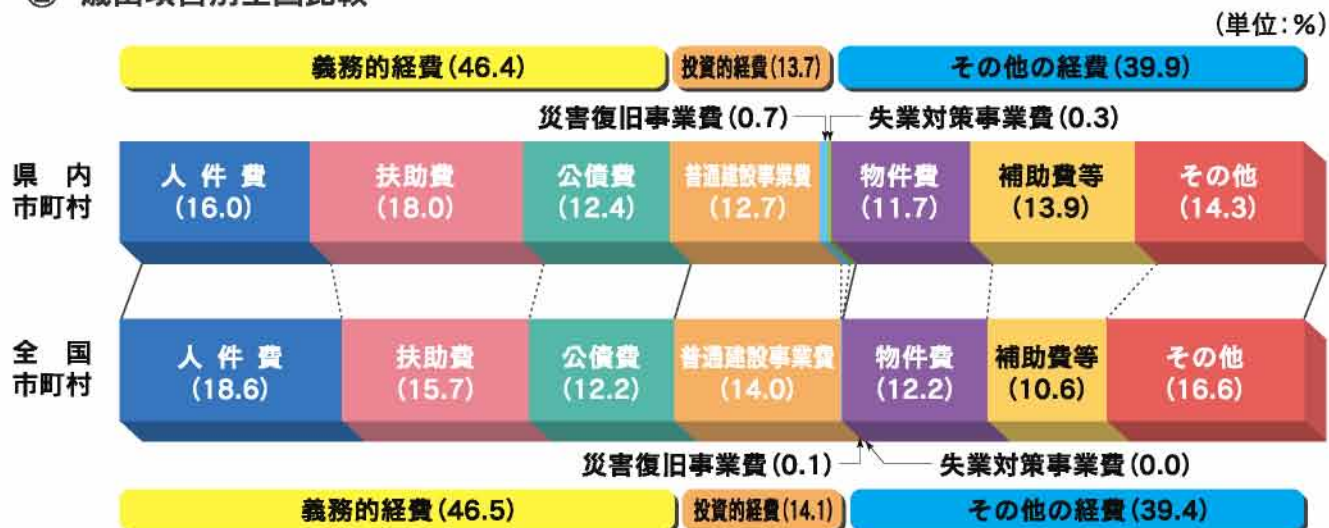 (単位:%)
義務的経費(46.4) 投資的経費(13.7) その他の経費(39.9)
災害復旧事業費(0.7) 失業対策事業費(0.3)
県内
市町村
人件費
(16.0)
扶助費
(18.0)
公債費
(12.4)
普通建設事業費
(12.7)
物件費
(11.7)
補助費等
(13.9)
その他
(14.3)
全国
市町村
人件費
(18.6)
扶助費
(15.7)
公債費
(12.2)
普通建設事業費
(14.0)
物件費
(12.2)
補助費等
(10.6)
その他
(16.6)
災害復旧事業費(0.1) 失業対策事業費(0.0)
義務的経費(46.5) 投資的経費(14.1) その他の経費(39.4)